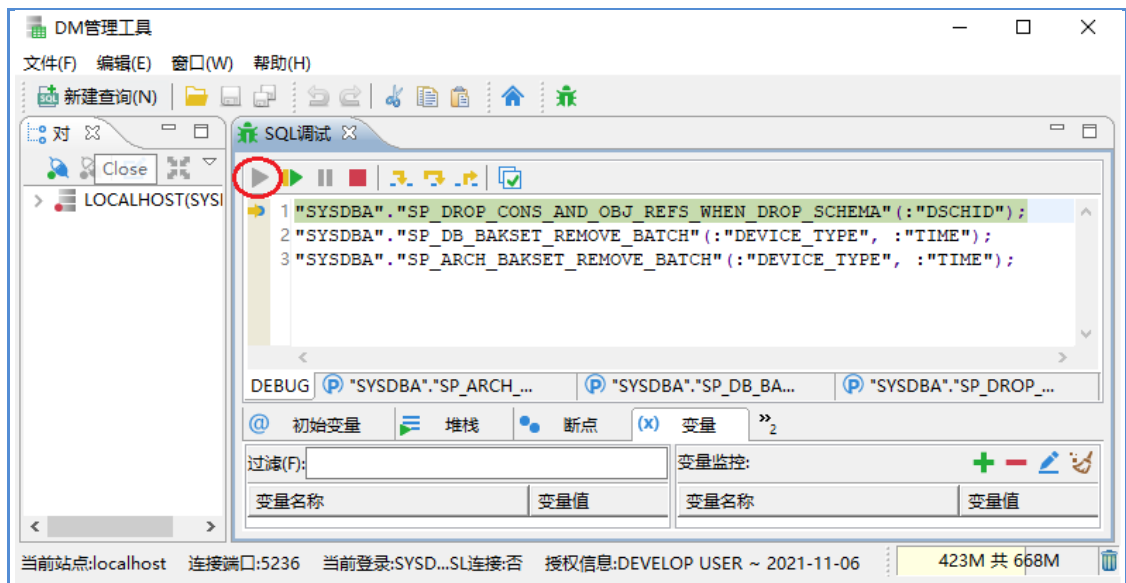 DM管理工具
文件(F) 编辑(E) 窗口(W) 帮助(H)
新建查询(N)
对
SQL调试
Close
LOCALHOST(SYSI
1 "SYSDBA"."SP_DROP_CONS_AND_OBJ_REFS_WHEN_DROP_SCHEMA"(:"DSCHID");
2 "SYSDBA"."SP_DB_BAKSET_REMOVE_BATCH"(:"DEVICE_TYPE", :"TIME");
3 "SYSDBA"."SP_ARCH_BAKSET_REMOVE_BATCH"(:"DEVICE_TYPE", :"TIME");
DEBUG "SYSDBA"."SP_ARCH_... "SYSDBA"."SP_DB_BA... "SYSDBA"."SP_DROP_...
初始变量 堆栈 断点 (x) 变量 »2
过滤(F): 变量监控:
变量名称 变量值 变量名称 变量值
当前站点:localhost 连接端口:5236 当前登录:SYSD...SL连接:否 授权信息:DEVELOP USER ~ 2021-11-06 423M 共 668M